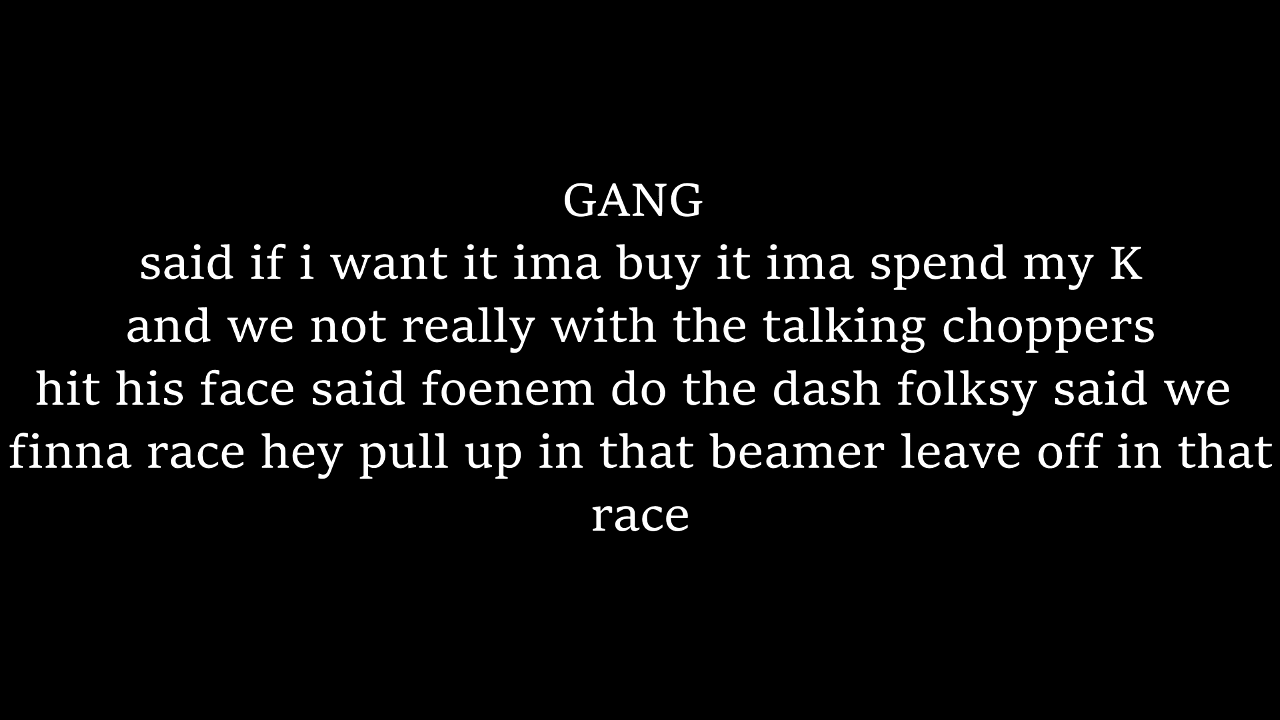 GANG
said if i want it ima buy it ima spend my K
and we not really with the talking choppers
hit his face said foenem do the dash folksy said we
finna race hey pull up in that beamer leave off in that
race